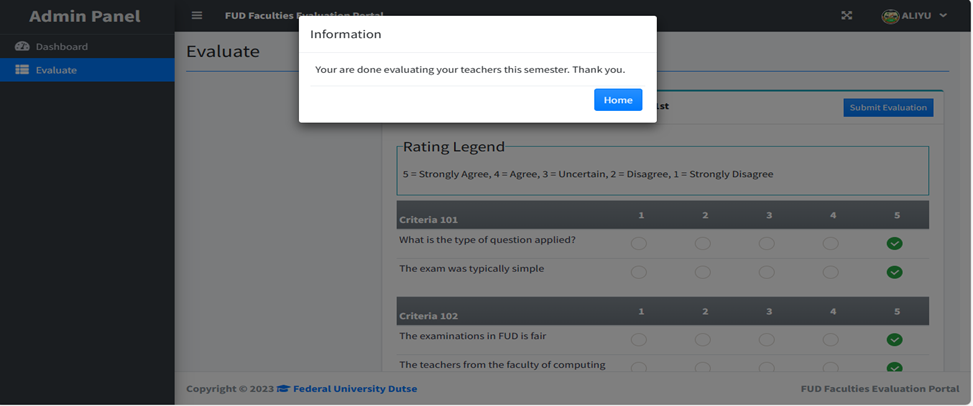 Admin Panel
FUD Faculties Evaluation Portal
ALIYU
Dashboard
Evaluate
Evaluate
Information
Your are done evaluating your teachers this semester. Thank you.
Home
1st
Submit Evaluation
Rating Legend
5 = Strongly Agree, 4 = Agree, 3 = Uncertain, 2 = Disagree, 1 = Strongly Disagree
Criteria 101 1 2 3 4 5
What is the type of question applied?
The exam was typically simple
Criteria 102 1 2 3 4 5
The examinations in FUD is fair
The teachers from the faculty of computing
Copyright © 2023 Federal University Dutse
FUD Faculties Evaluation Portal